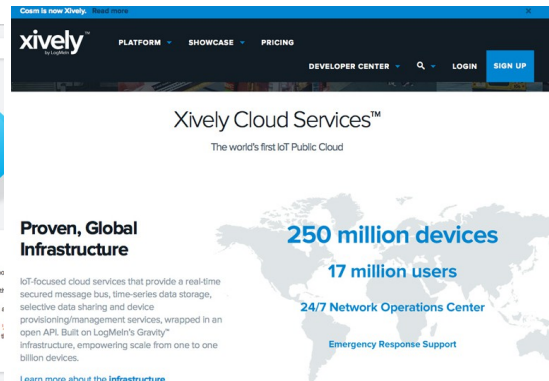 Cosm is now Xively. Read more
×
xively™
by LogMeIn
PLATFORM SHOWCASE PRICING
DEVELOPER CENTER LOGIN SIGN UP
Xively Cloud Services™
The world's first IoT Public Cloud
Proven, Global
Infrastructure
IoT-focused cloud services that provide a real-time
secured message bus, time-series data storage,
selective data sharing and device
provisioning/management services, wrapped in an
open API. Built on LogMeIn's Gravity™
infrastructure, empowering scale from one to one
billion devices.
Learn more about the infrastructure
250 million devices
17 million users
24/7 Network Operations Center
Emergency Response Support